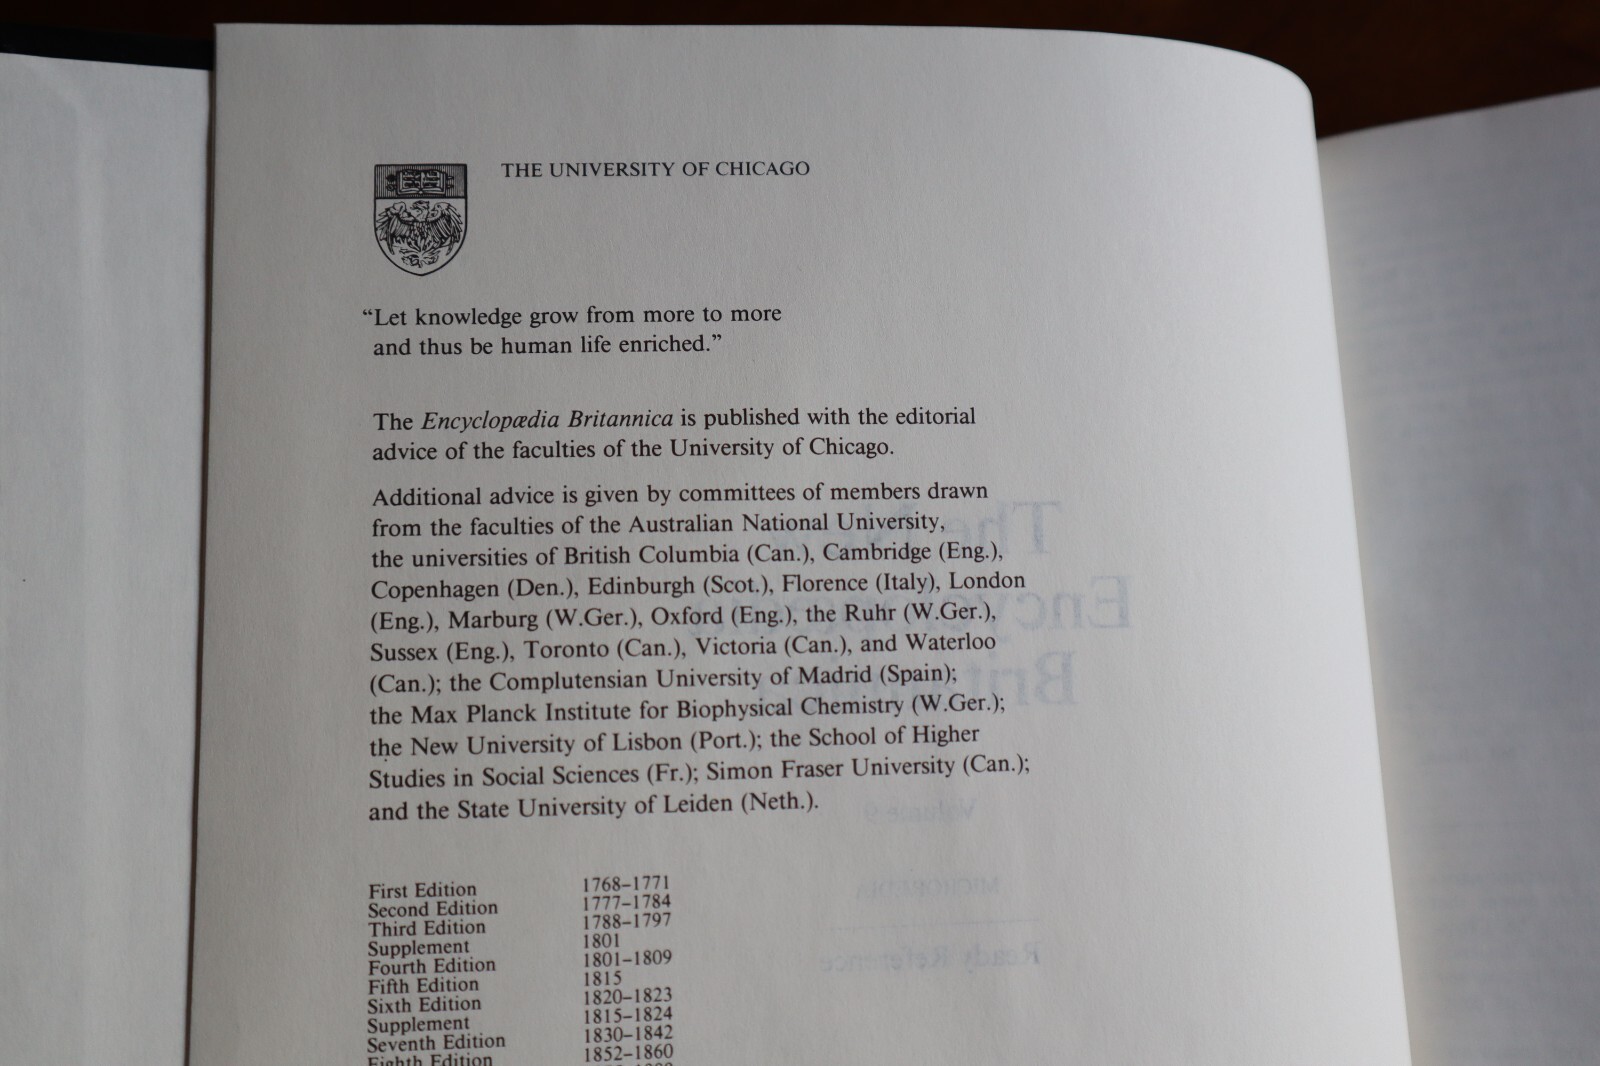 THE UNIVERSITY OF CHICAGO
“Let knowledge grow from more to more
and thus be human life enriched.”
The Encyclopædia Britannica is published with the editorial
advice of the faculties of the University of Chicago.
Additional advice is given by committees of members drawn
from the faculties of the Australian National University,
the universities of British Columbia (Can.), Cambridge (Eng.),
Copenhagen (Den.), Edinburgh (Scot.), Florence (Italy), London
(Eng.), Marburg (W.Ger.), Oxford (Eng.), the Ruhr (W.Ger.),
Sussex (Eng.), Toronto (Can.), Victoria (Can.), and Waterloo
(Can.); the Complutensian University of Madrid (Spain);
the Max Planck Institute for Biophysical Chemistry (W.Ger.);
the New University of Lisbon (Port.); the School of Higher
Studies in Social Sciences (Fr.); Simon Fraser University (Can.);
and the State University of Leiden (Neth.).
First Edition 1768–1771
Second Edition 1777–1784
Third Edition 1788–1797
Supplement 1801
Fourth Edition 1801–1809
Fifth Edition 1815
Sixth Edition 1820–1823
Supplement 1815–1824
Seventh Edition 1830–1842
Eighth Edition 1852–1860